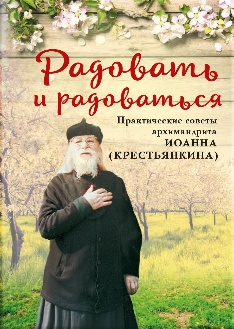 Радовать
и радоваться
Практические советы
архимандрита
ИОАННА
(КРЕСТЬЯНКИНА)